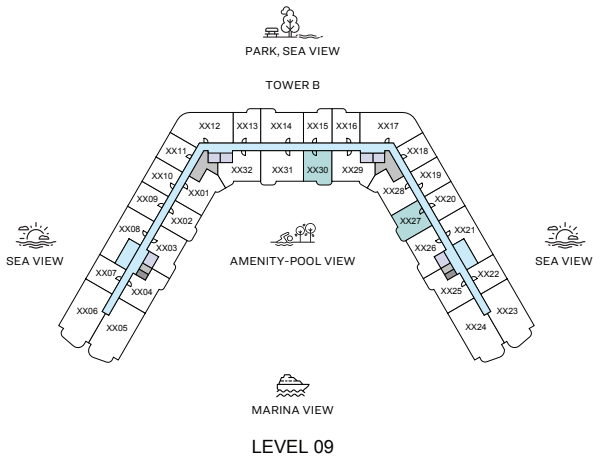 PARK, SEA VIEW
TOWER B
XX12
XX13
XX14
XX15
XX16
XX17
XX11
XX18
XX32
XX31
XX30
XX29
XX10
XX19
XX01
XX28
XX09
XX20
XX02
XX27
XX08
XX21
XX03
XX26
SEA VIEW
AMENITY-POOL VIEW
SEA VIEW
XX07
XX22
XX04
XX25
XX06
XX23
XX05
XX24
MARINA VIEW
LEVEL 09